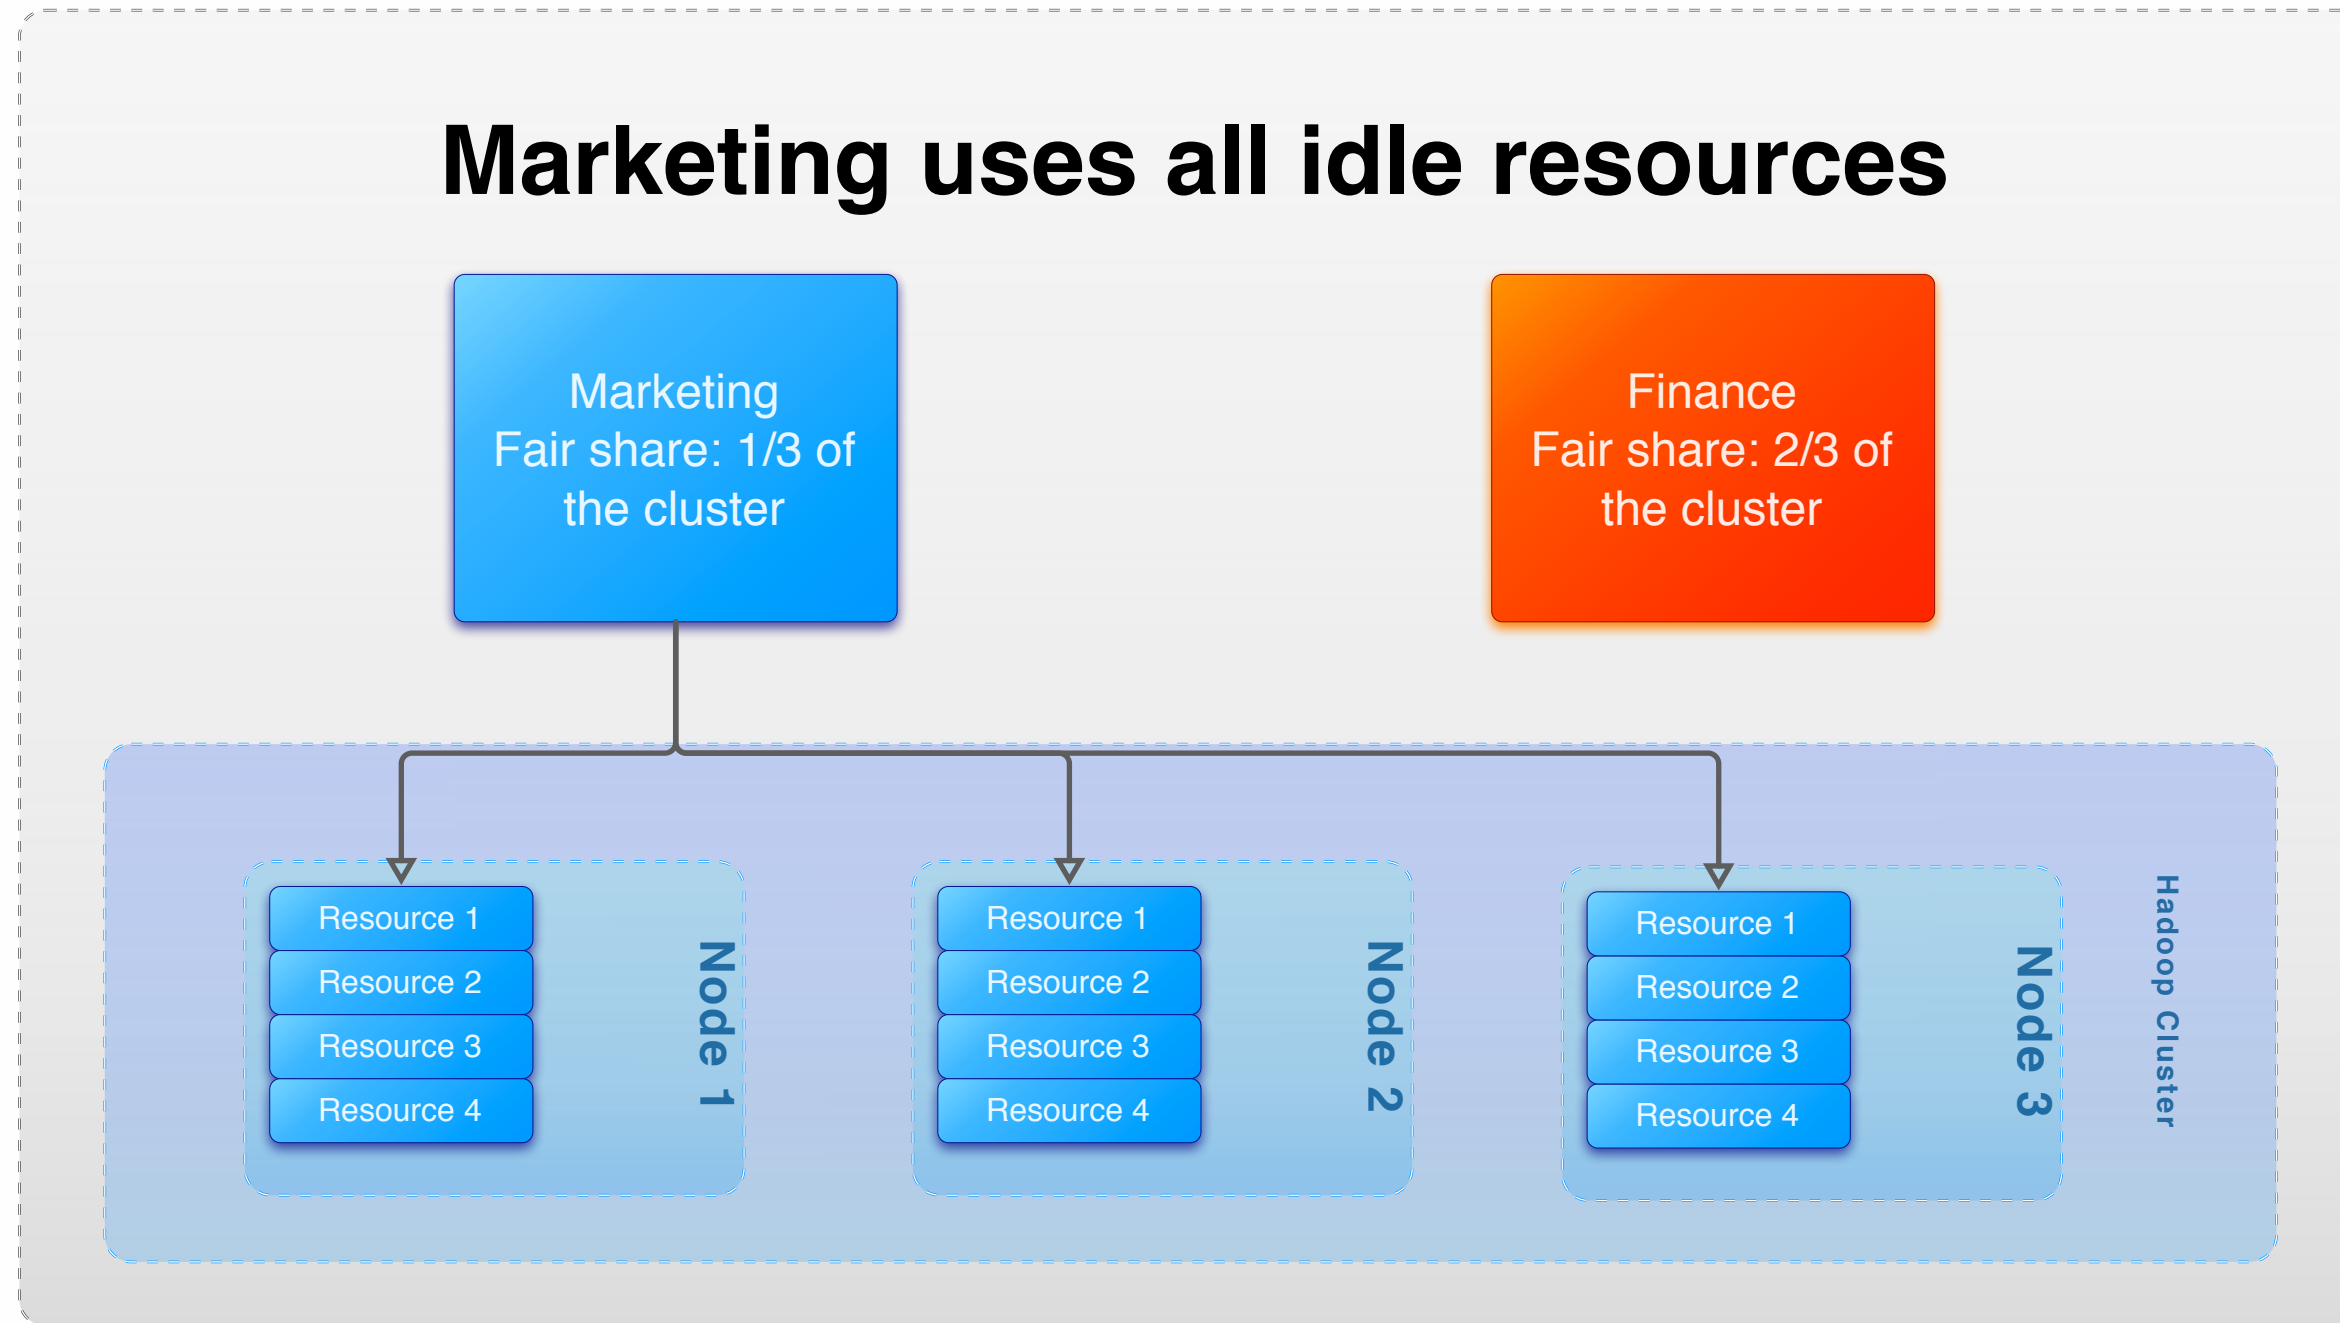 Marketing uses all idle resources
Marketing
Fair share: 1/3 of
the cluster
Finance
Fair share: 2/3 of
the cluster
Resource 1
Resource 2
Resource 3
Resource 4
Node 1
Resource 1
Resource 2
Resource 3
Resource 4
Node 2
Resource 1
Resource 2
Resource 3
Resource 4
Node 3
Hadoop Cluster